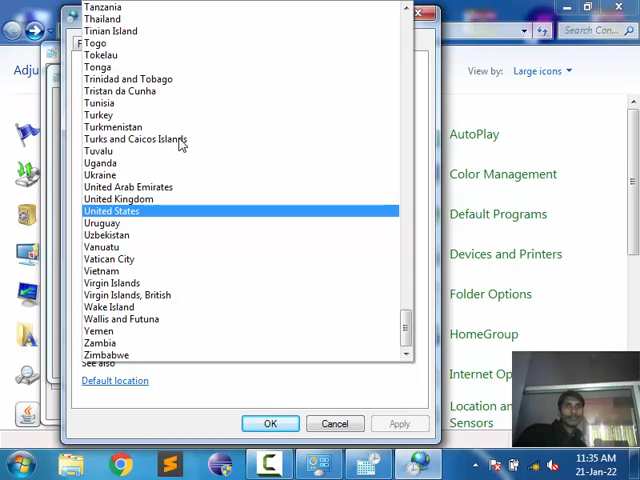 Tanzania
Thailand
Tinian Island
Togo
Tokelau
Tonga
Trinidad and Tobago
Tristan da Cunha
Tunisia
Turkey
Turkmenistan
Turks and Caicos Islands
Tuvalu
Uganda
Ukraine
United Arab Emirates
United Kingdom
United States
Uruguay
Uzbekistan
Vanuatu
Vatican City
Vietnam
Virgin Islands
Virgin Islands, British
Wake Island
Wallis and Futuna
Yemen
Zambia
Zimbabwe
See also
Default location
OK
Cancel
Apply
Search Con...
Adju
View by:
Large icons
AutoPlay
Color Management
Default Programs
Devices and Printers
Folder Options
HomeGroup
Internet Op
Location an
Sensors
11:35 AM
21-Jan-22